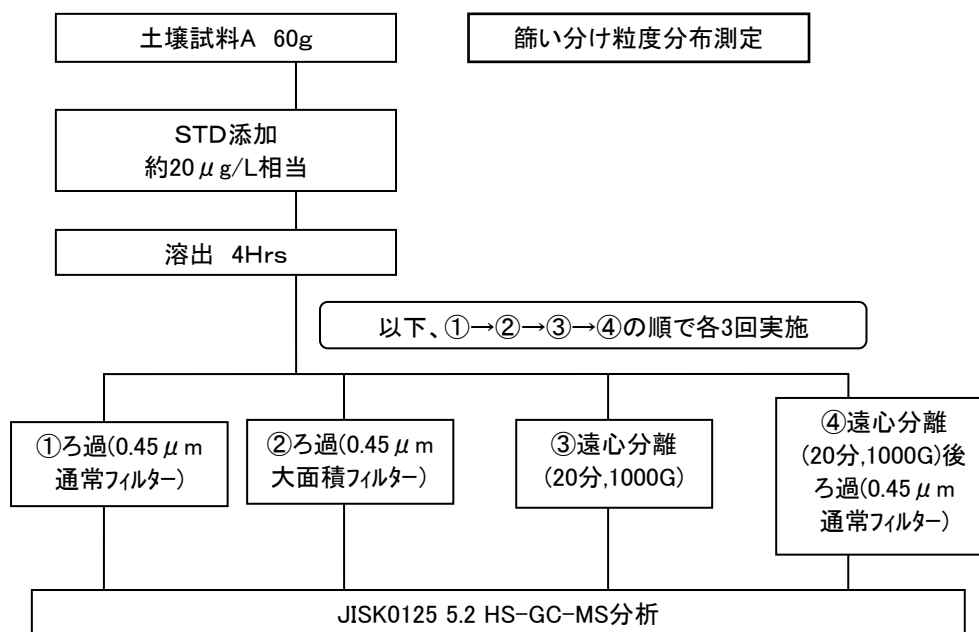 土壌試料A 60g
篩い分け粒度分布測定
STD添加
約20μg/L相当
溶出 4Hrs
以下、①→②→③→④の順で各3回実施
①ろ過(0.45μm
通常フィルター)
②ろ過(0.45μm
大面積フィルター)
③遠心分離
(20分,1000G)
④遠心分離
(20分,1000G)後
ろ過(0.45μm
通常フィルター)
JISK0125 5.2 HS-GC-MS分析